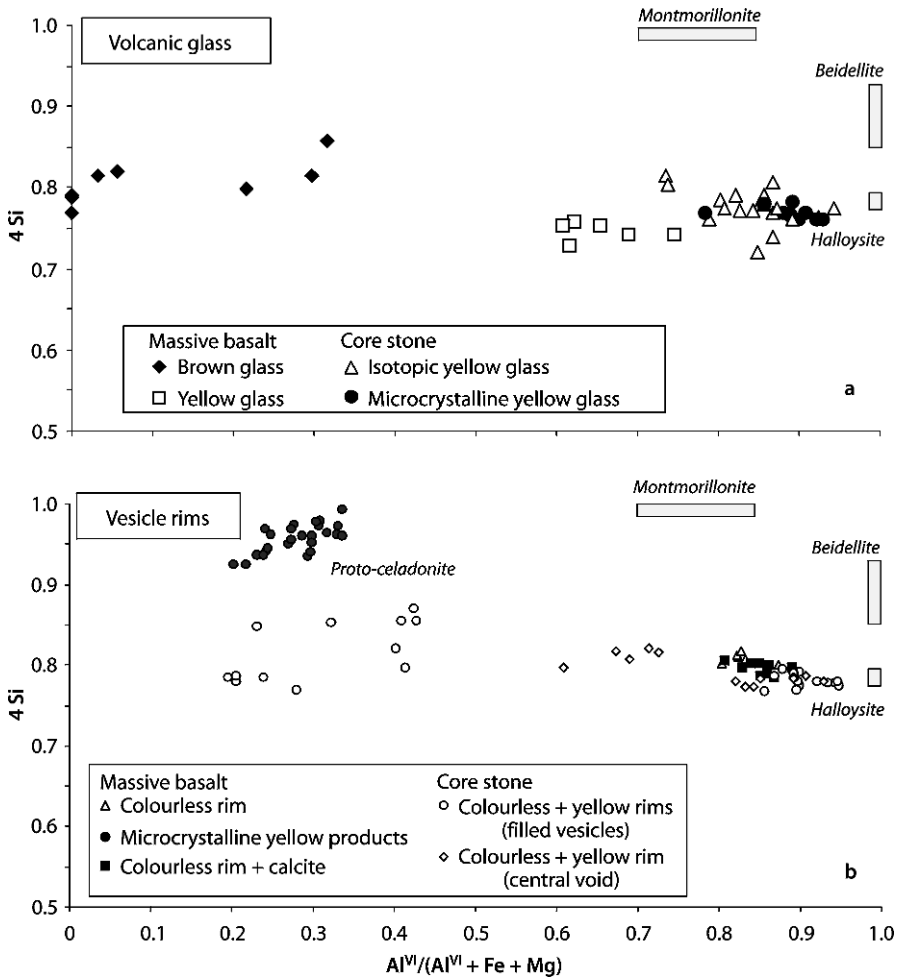 Montmorillonite
1.0
Volcanic glass
Beidellite
0.9
0.8
4 Si
Halloysite
0.7
Massive basalt Core stone
Brown glass Isotopic yellow glass
0.6
Yellow glass Microcrystalline yellow glass
a
0.5
Montmorillonite
1.0
Vesicle rims
Beidellite
0.9
Proto-celadonite
0.8
4 Si
Halloysite
0.7
Massive basalt Core stone
Colourless rim Colourless + yellow rims
(filled vesicles)
Microcrystalline yellow products
0.6
Colourless rim + calcite Colourless + yellow rim
(central void)
b
0.5
0 0.1 0.2 0.3 0.4 0.5 0.6 0.7 0.8 0.9 1.0
Al^VI/(Al^VI + Fe + Mg)